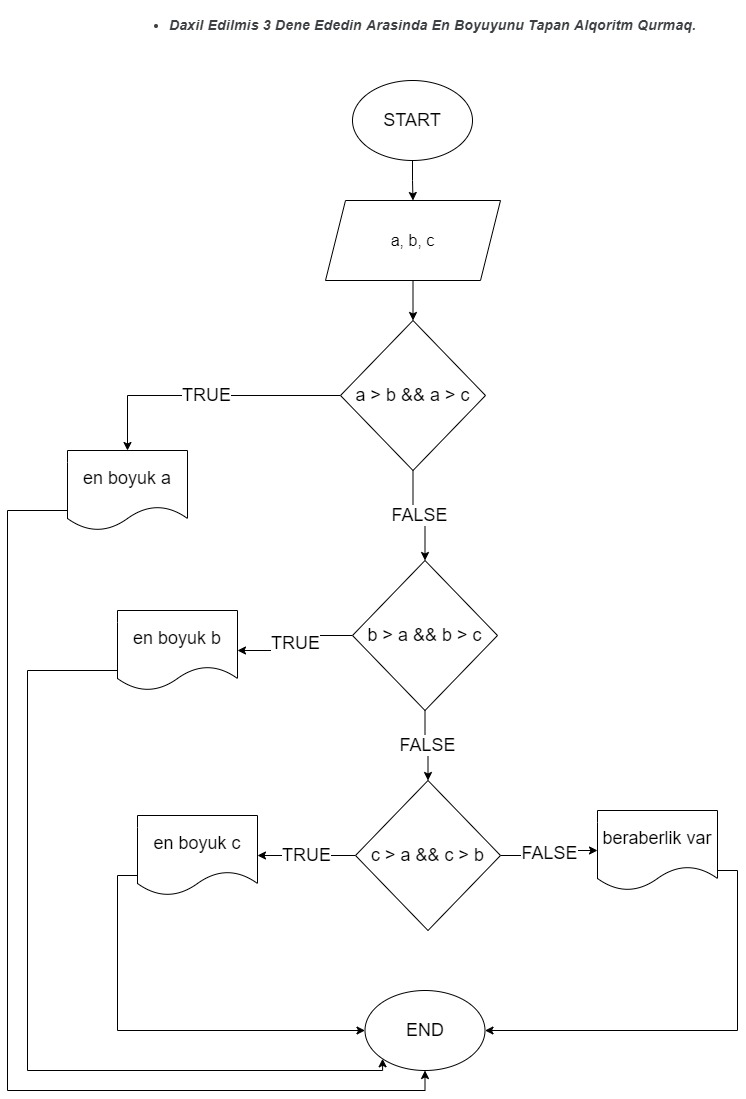 Daxil Edilmis 3 Dene Ededin Arasinda En Boyuyunu Tapan Alqoritm Qurmaq.
START
a, b, c
a > b && a > c
TRUE
en boyuk a
FALSE
b > a && b > c
TRUE
en boyuk b
FALSE
c > a && c > b
TRUE
en boyuk c
FALSE
beraberlik var
END